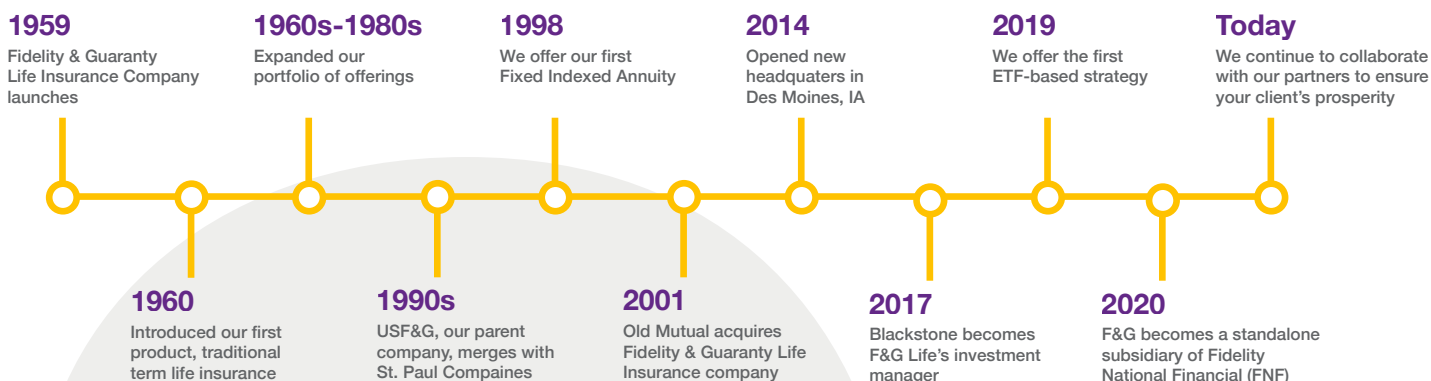 1959
Fidelity & Guaranty
Life Insurance Company
launches
1960s-1980s
Expanded our
portfolio of offerings
1998
We offer our first
Fixed Indexed Annuity
2014
Opened new
headquaters in
Des Moines, IA
2019
We offer the first
ETF-based strategy
Today
We continue to collaborate
with our partners to ensure
your client's prosperity
1960
Introduced our first
product, traditional
term life insurance
1990s
USF&G, our parent
company, merges with
St. Paul Compaines
2001
Old Mutual acquires
Fidelity & Guaranty Life
Insurance company
2017
Blackstone becomes
F&G Life's investment
manager
2020
F&G becomes a standalone
subsidiary of Fidelity
National Financial (FNF)